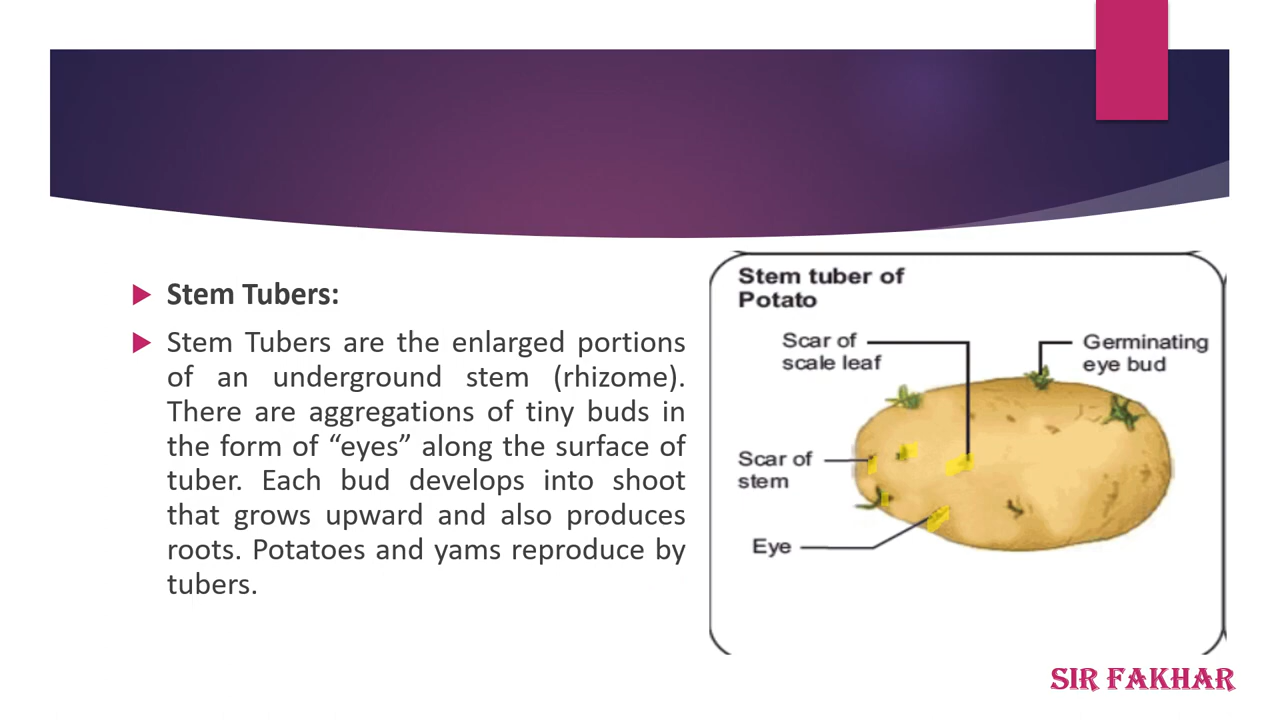 Stem Tubers:
Stem Tubers are the enlarged portions
of an underground stem (rhizome).
There are aggregations of tiny buds in
the form of “eyes” along the surface of
tuber. Each bud develops into shoot
that grows upward and also produces
roots. Potatoes and yams reproduce by
tubers.
Stem tuber of
Potato
Scar of
scale leaf
Germinating
eye bud
Scar of
stem
Eye
SIR FAKHAR